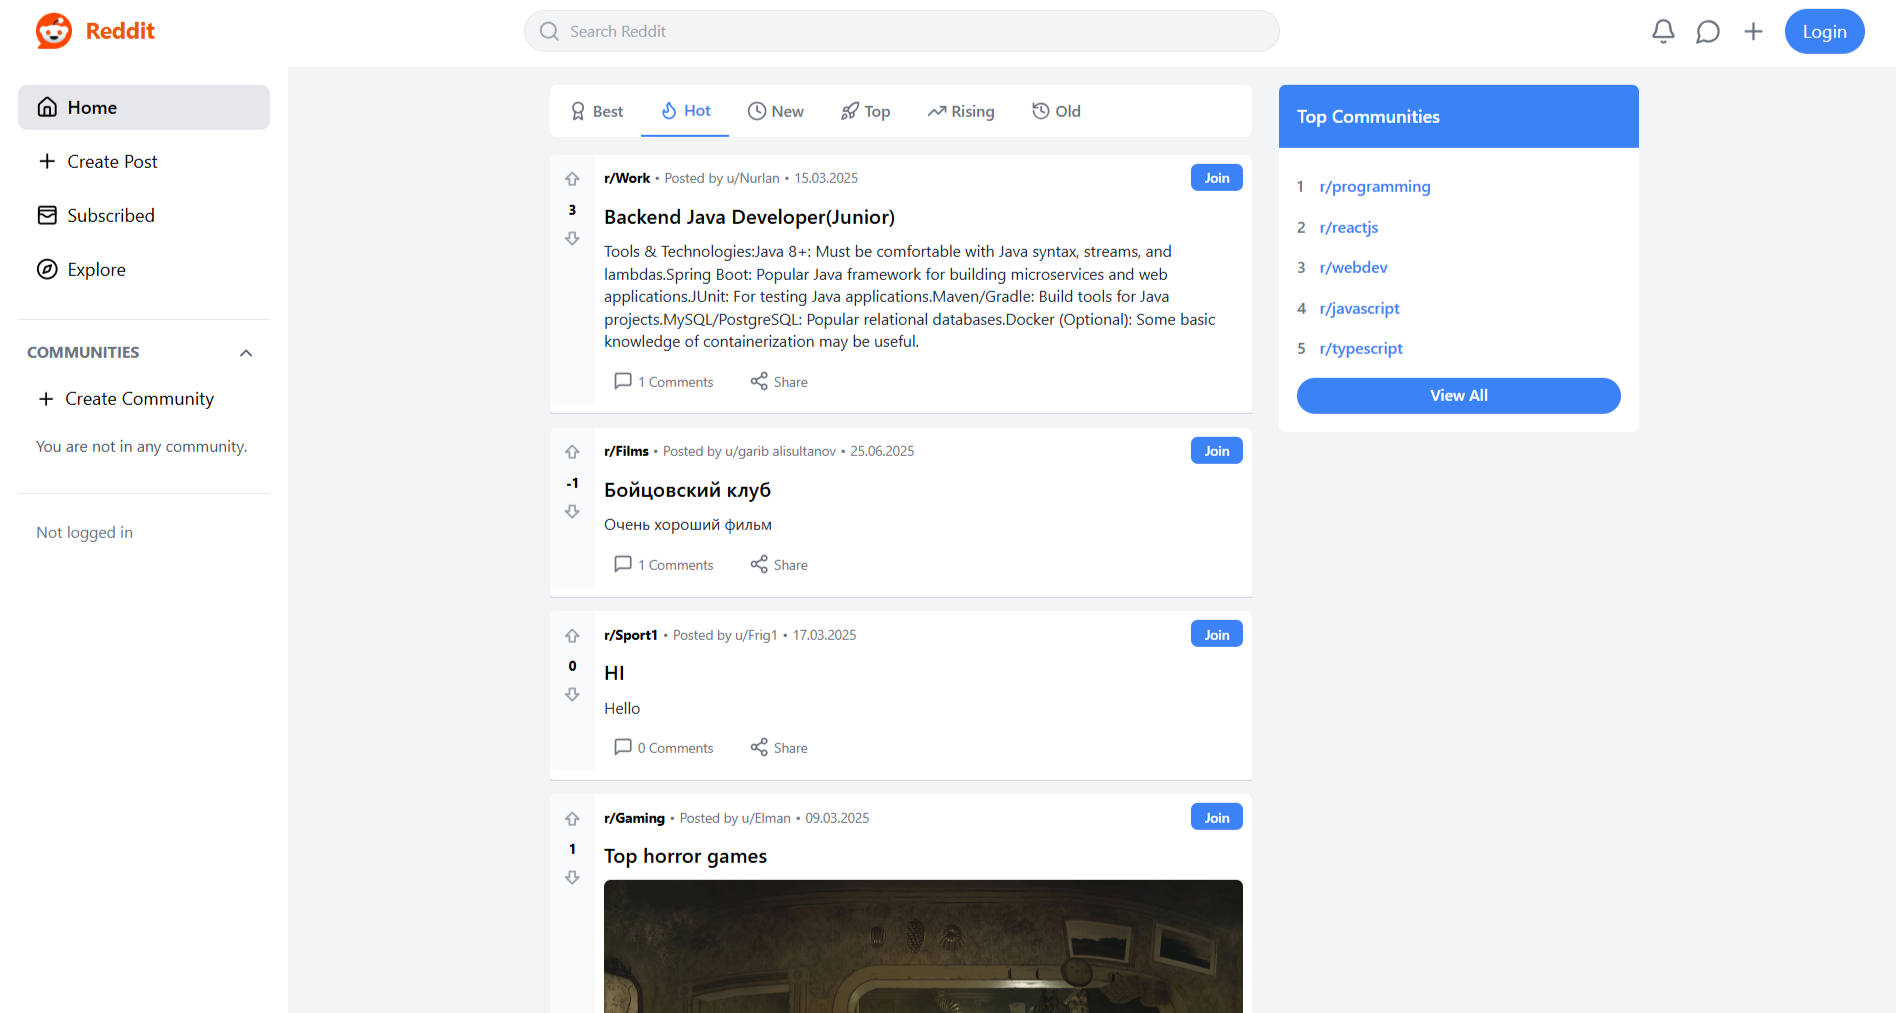 Reddit
Search Reddit
Login
Home
Create Post
Subscribed
Explore
COMMUNITIES
Create Community
You are not in any community.
Not logged in
Best
Hot
New
Top
Rising
Old
r/Work • Posted by u/Nurlan • 15.03.2025
Join
3
Backend Java Developer(Junior)
Tools & Technologies:Java 8+: Must be comfortable with Java syntax, streams, and
lambdas.Spring Boot: Popular Java framework for building microservices and web
applications.JUnit: For testing Java applications.Maven/Gradle: Build tools for Java
projects.MySQL/PostgreSQL: Popular relational databases.Docker (Optional): Some basic
knowledge of containerization may be useful.
1 Comments
Share
r/Films • Posted by u/garib alisultanov • 25.06.2025
Join
-1
Бойцовский клуб
Очень хороший фильм
1 Comments
Share
r/Sport1 • Posted by u/Frig1 • 17.03.2025
Join
0
HI
Hello
0 Comments
Share
r/Gaming • Posted by u/Elman • 09.03.2025
Join
1
Top horror games
Top Communities
1 r/programming
2 r/reactjs
3 r/webdev
4 r/javascript
5 r/typescript
View All